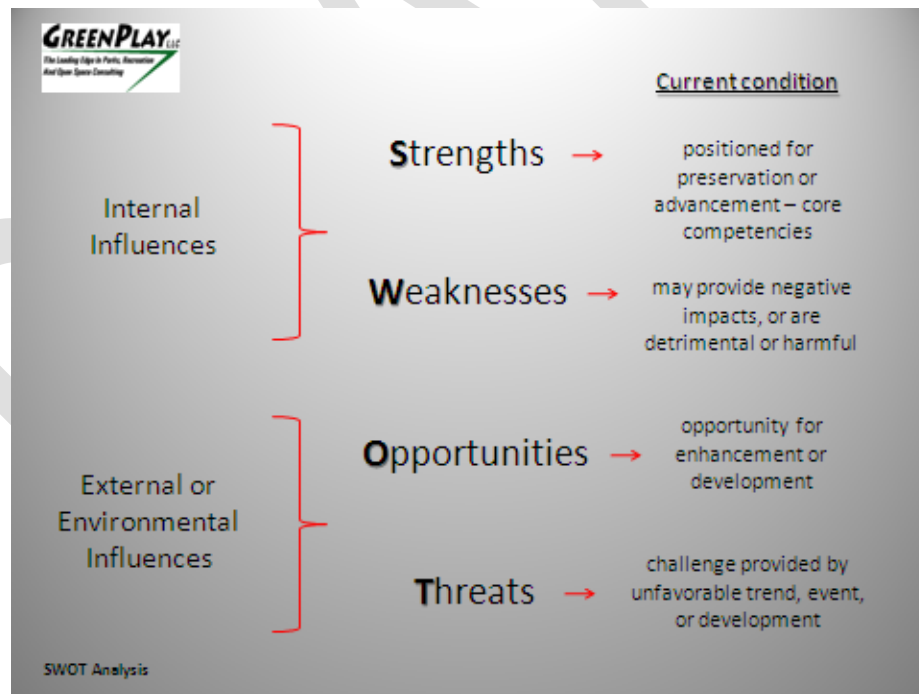 GREENPLAY LLC
The Leading Edge In Parks, Recreation
And Open Space Consulting
Current condition
Internal
Influences
Strengths →
positioned for
preservation or
advancement – core
competencies
Weaknesses →
may provide negative
impacts, or are
detrimental or harmful
External or
Environmental
Influences
Opportunities →
opportunity for
enhancement or
development
Threats →
challenge provided by
unfavorable trend, event,
or development
SWOT Analysis